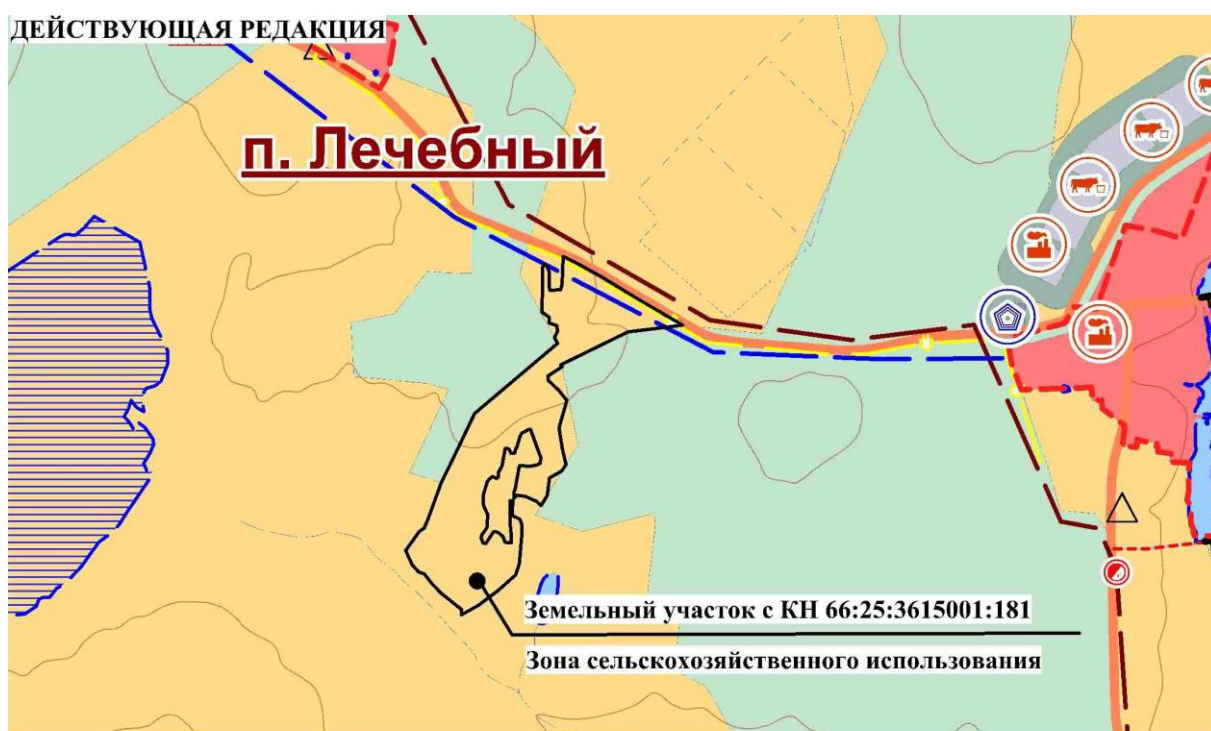 ДЕЙСТВУЮЩАЯ РЕДАКЦИЯ
п. Лечебный
Земельный участок с КН 66:25:3615001:181
Зона сельскохозяйственного использования